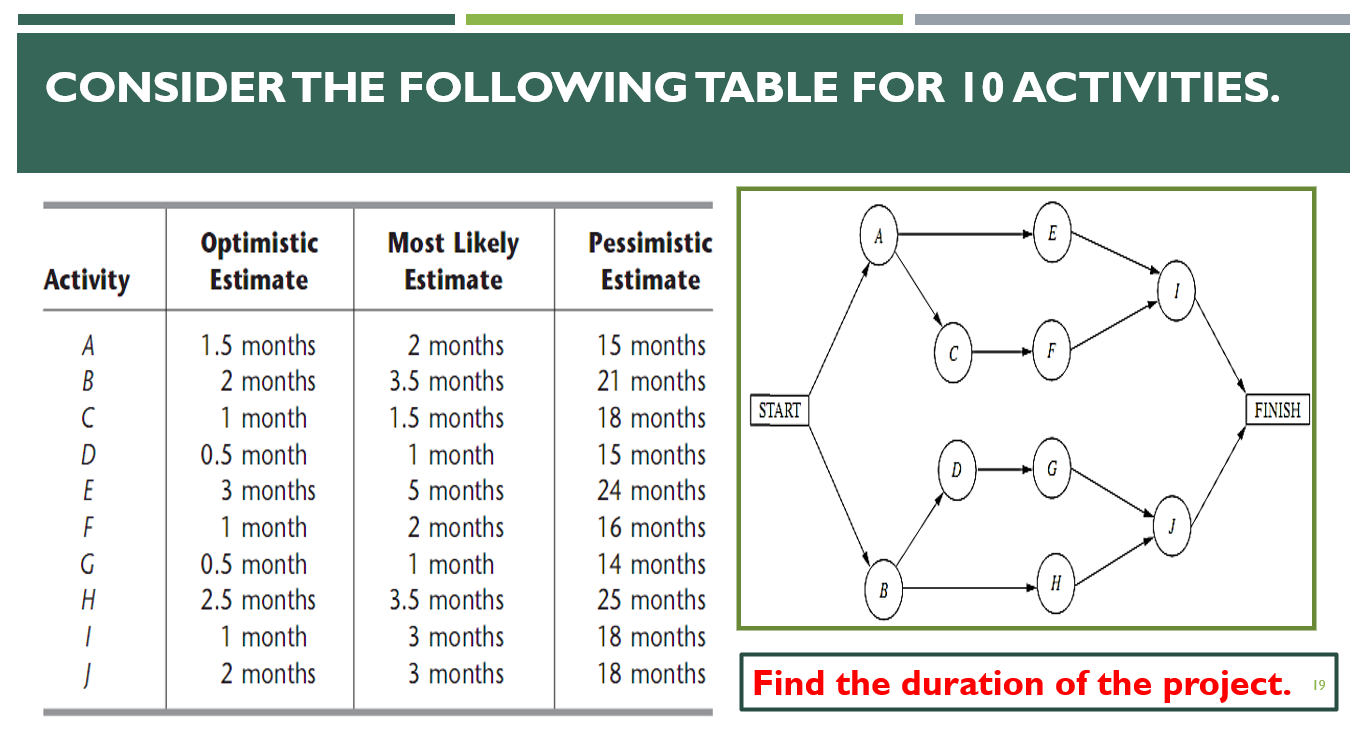 CONSIDER THE FOLLOWING TABLE FOR 10 ACTIVITIES.
Activity Optimistic Estimate Most Likely Estimate Pessimistic Estimate
A 1.5 months 2 months 15 months
B 2 months 3.5 months 21 months
C 1 month 1.5 months 18 months
D 0.5 month 1 month 15 months
E 3 months 5 months 24 months
F 1 month 2 months 16 months
G 0.5 month 1 month 14 months
H 2.5 months 3.5 months 25 months
I 1 month 3 months 18 months
J 2 months 3 months 18 months
A E
I
C F
START FINISH
D G
J
B H
Find the duration of the project. 19